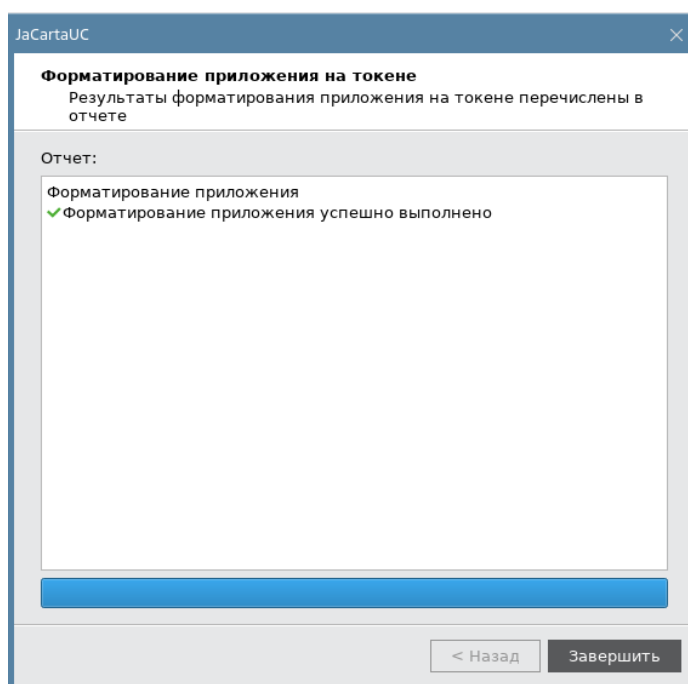 JaCartaUC
Форматирование приложения на токене
Результаты форматирования приложения на токене перечислены в
отчете
Отчет:
Форматирование приложения
Форматирование приложения успешно выполнено
< Назад
Завершить